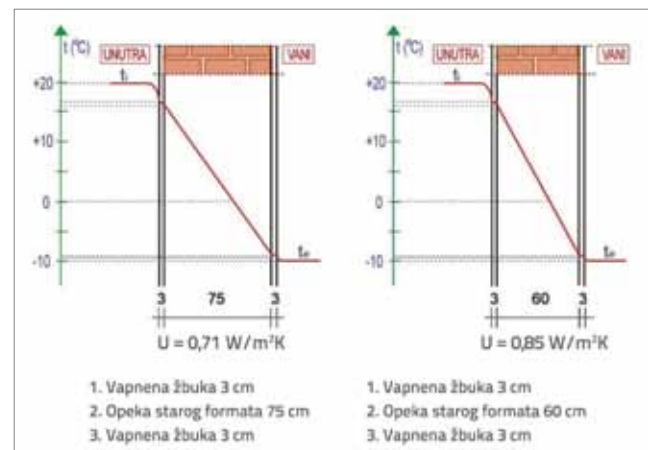 t (°C)
UNUTRA
VANI
tᵢ
+20
+10
0
-10
tₑ
3 75 3
U = 0,71 W/m²K
1. Vapnena žbuka 3 cm
2. Opeka starog formata 75 cm
3. Vapnena žbuka 3 cm
t (°C)
UNUTRA
VANI
tᵢ
+20
+10
0
-10
tₑ
3 60 3
U = 0,85 W/m²K
1. Vapnena žbuka 3 cm
2. Opeka starog formata 60 cm
3. Vapnena žbuka 3 cm